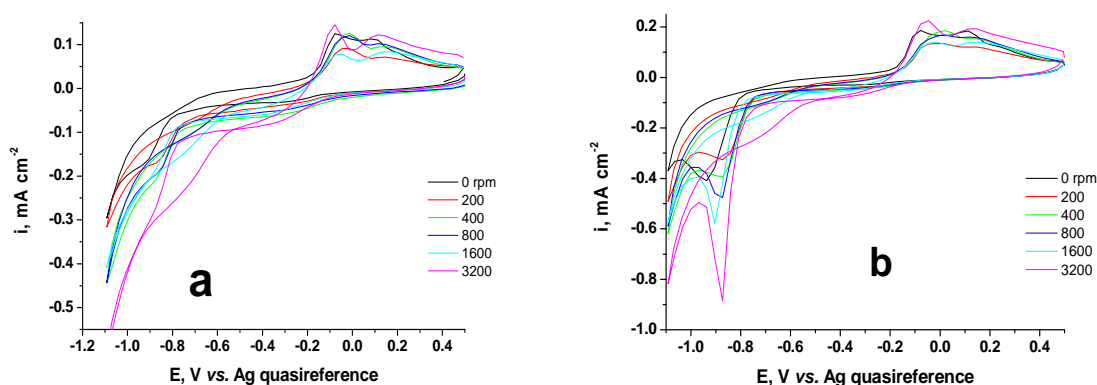 0.1
0.0
-0.1
-0.2
-0.3
-0.4
-0.5
i, mA cm-2
-1.2 -1.0 -0.8 -0.6 -0.4 -0.2 0.0 0.2 0.4
E, V vs. Ag quasireference
0 rpm
200
400
800
1600
3200
a
0.2
0.0
-0.2
-0.4
-0.6
-0.8
-1.0
i, mA cm-2
-1.0 -0.8 -0.6 -0.4 -0.2 0.0 0.2 0.4
E, V vs. Ag quasireference
0 rpm
200
400
800
1600
3200
b